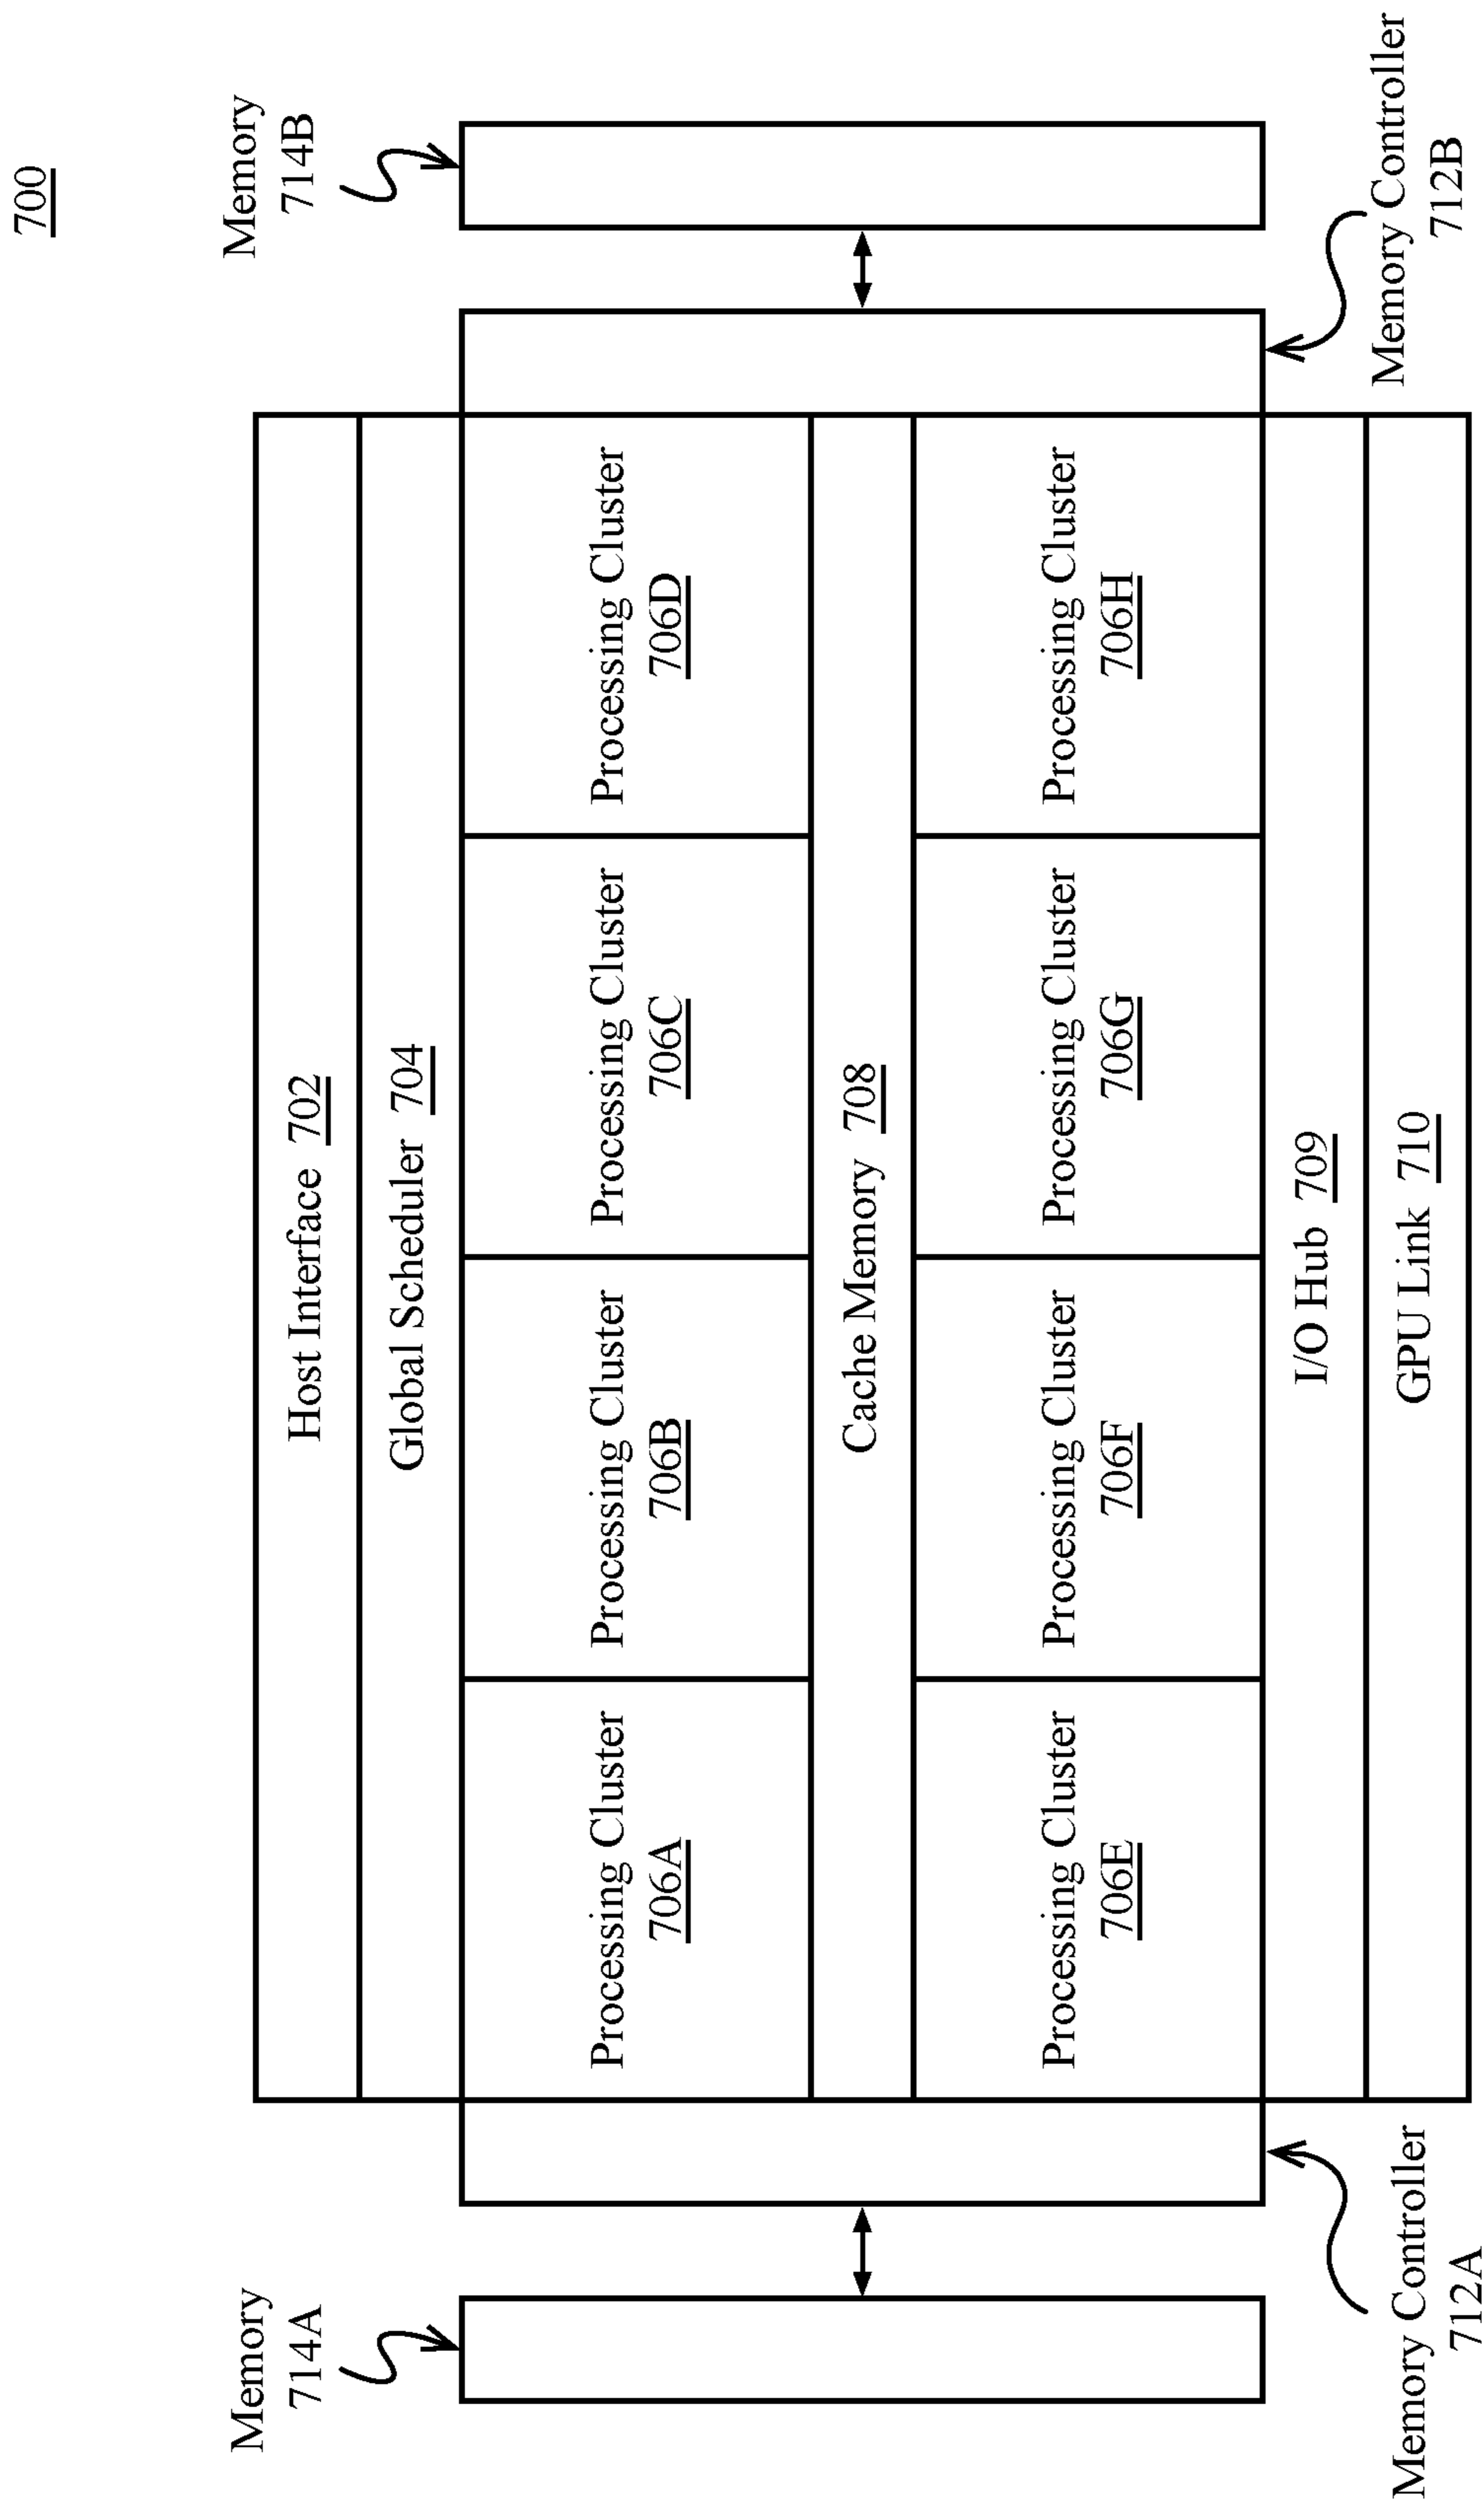 700
Memory
714A
Memory
714B
Host Interface 702
Global Scheduler 704
Processing Cluster
706A
Processing Cluster
706B
Processing Cluster
706C
Processing Cluster
706D
Cache Memory 708
Processing Cluster
706E
Processing Cluster
706F
Processing Cluster
706G
Processing Cluster
706H
I/O Hub 709
GPU Link 710
Memory Controller
712A
Memory Controller
712B